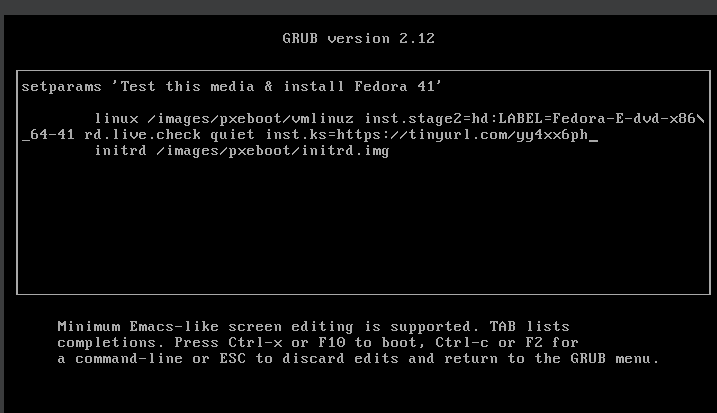 GRUB version 2.12
setparams 'Test this media & install Fedora 41'
linux /images/pxeboot/vmlinuz inst.stage2=hd:LABEL=Fedora-E-dvd-x86\
_64-41 rd.live.check quiet inst.ks=https://tinyurl.com/yy4xx6ph_
initrd /images/pxeboot/initrd.img
Minimum Emacs-like screen editing is supported. TAB lists
completions. Press Ctrl-x or F10 to boot, Ctrl-c or F2 for
a command-line or ESC to discard edits and return to the GRUB menu.